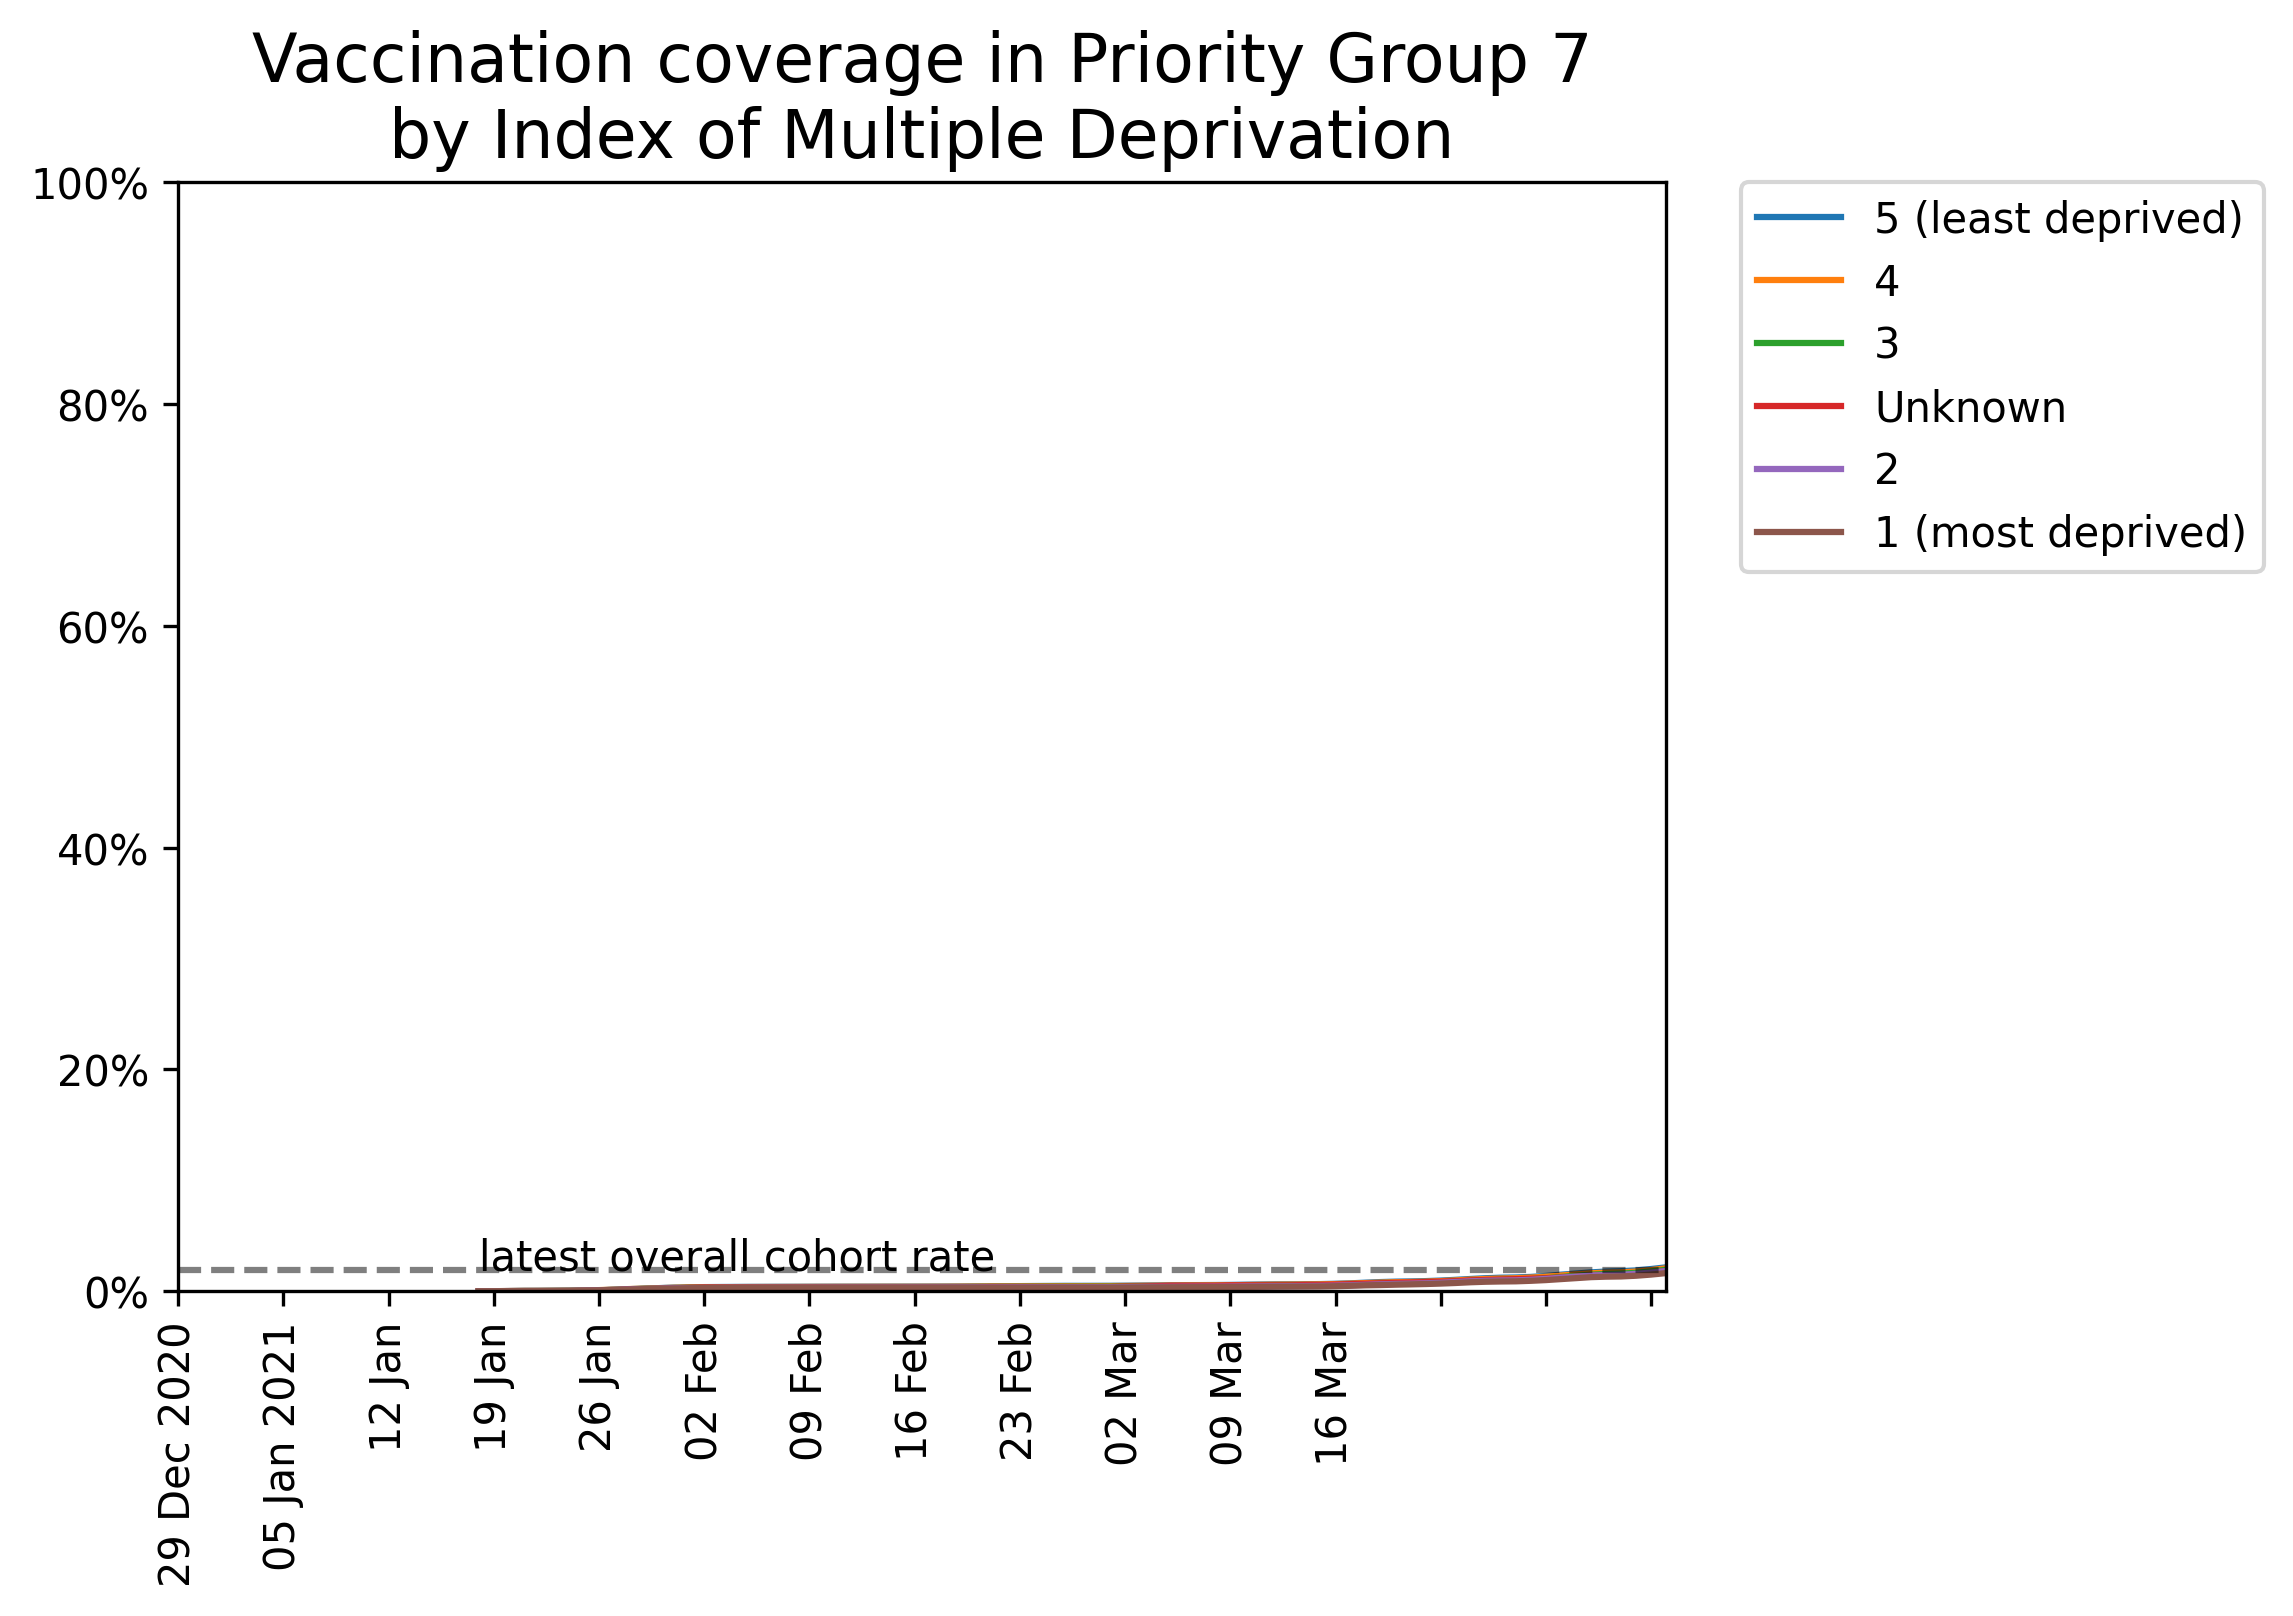 Vaccination coverage in Priority Group 7
by Index of Multiple Deprivation
100%
80%
60%
40%
20%
0%
latest overall cohort rate
29 Dec 2020
05 Jan 2021
12 Jan
19 Jan
26 Jan
02 Feb
09 Feb
16 Feb
23 Feb
02 Mar
09 Mar
16 Mar
5 (least deprived)
4
3
Unknown
2
1 (most deprived)